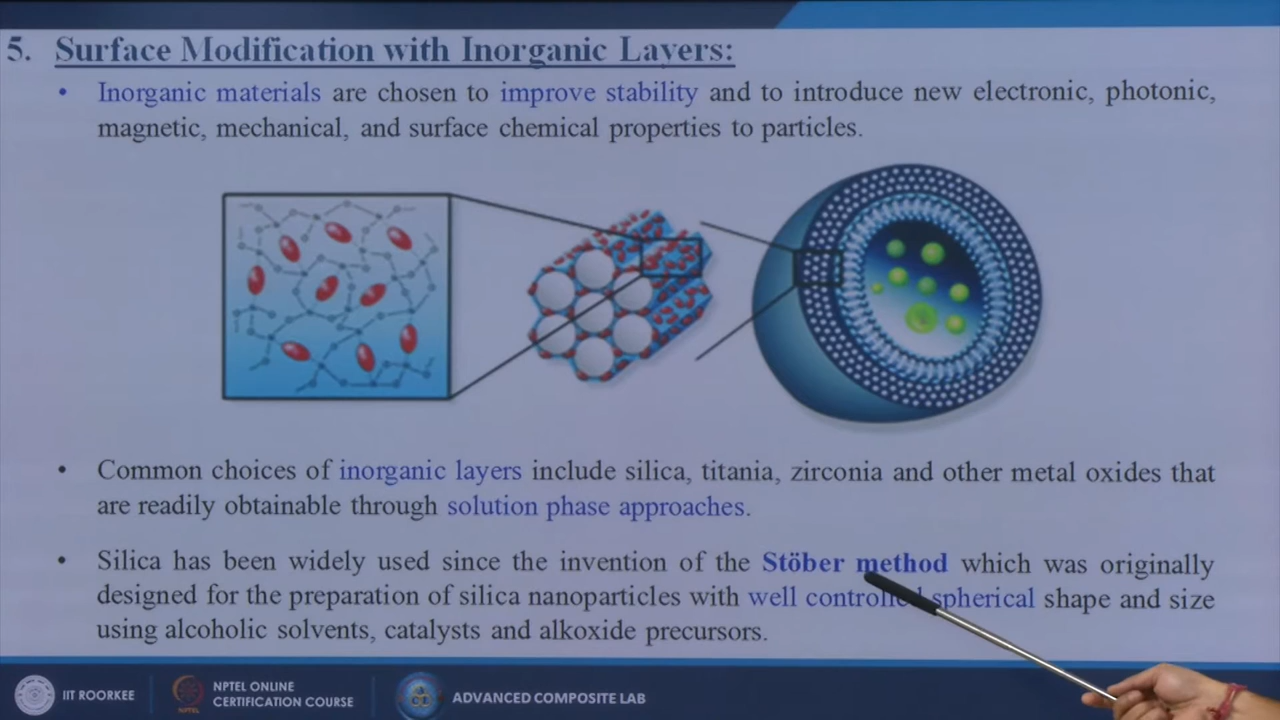 5. Surface Modification with Inorganic Layers:
• Inorganic materials are chosen to improve stability and to introduce new electronic, photonic,
magnetic, mechanical, and surface chemical properties to particles.
• Common choices of inorganic layers include silica, titania, zirconia and other metal oxides that
are readily obtainable through solution phase approaches.
• Silica has been widely used since the invention of the Stöber method which was originally
designed for the preparation of silica nanoparticles with well controlled spherical shape and size
using alcoholic solvents, catalysts and alkoxide precursors.
IIT ROORKEE
NPTEL ONLINE
CERTIFICATION COURSE
NPTEL
ADVANCED COMPOSITE LAB